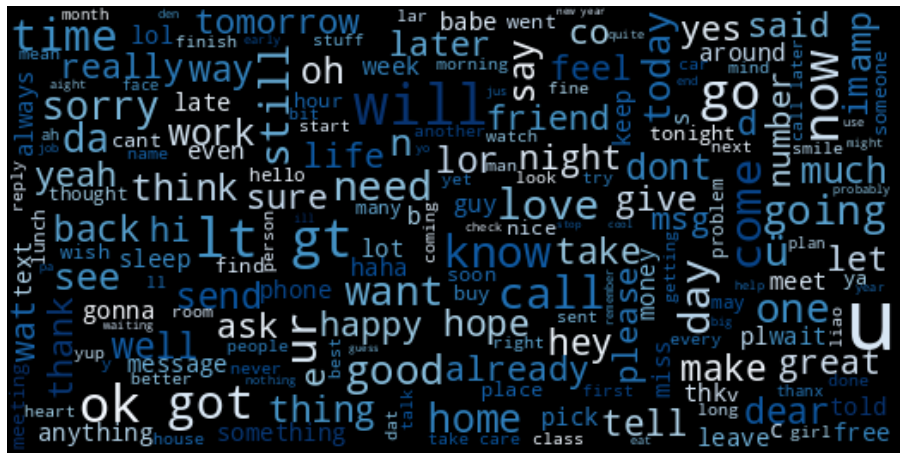 month
den
tomorrow
lar
babe
went
new year
co
quite
yes
said
time
lol
finish
early
stuff
later
around
imamp
mean
really
way
oh
week
morning
say
feel
today
go
cal
mind
call later
now
someone
aight
face
still
will
jus
fine
keep
end
a
always
sorry
late
hour
bit
another
friend
s
number
use
ah
da
cant
work
start
watch
tonight
might
job
even
n
yo
next
smile
name
life
lor
man
night
dont
much
reply
yeah
hello
yet
look
try
come
probably
thought
think
sure
need
guy
love
give
msg
problem
going
lunch
back
hi
lt
gt
person
ill
many
b
coming
check
nice
stop
cool
ü
plan
text
wish
sleep
find
lot
know
take
getting
let
see
ll
haha
soon
please
money
day
help
meet
ya
pa
send
phone
want
buy
call
remember
may
one
year
wat
gonna
room
sent
big
u
thank
waiting
ask
ur
happy
hope
right
hey
every
pl
wait
liao
yup
well
people
best
guess
miss
y
message
e
good
already
make
great
meeting
better
never
nothing
talk
place
first
thkv
thanx
done
heart
ok
got
thing
dat
home
pick
tell
long
dear
told
anything
house
something
take care
class
eat
leave
C
girl
free